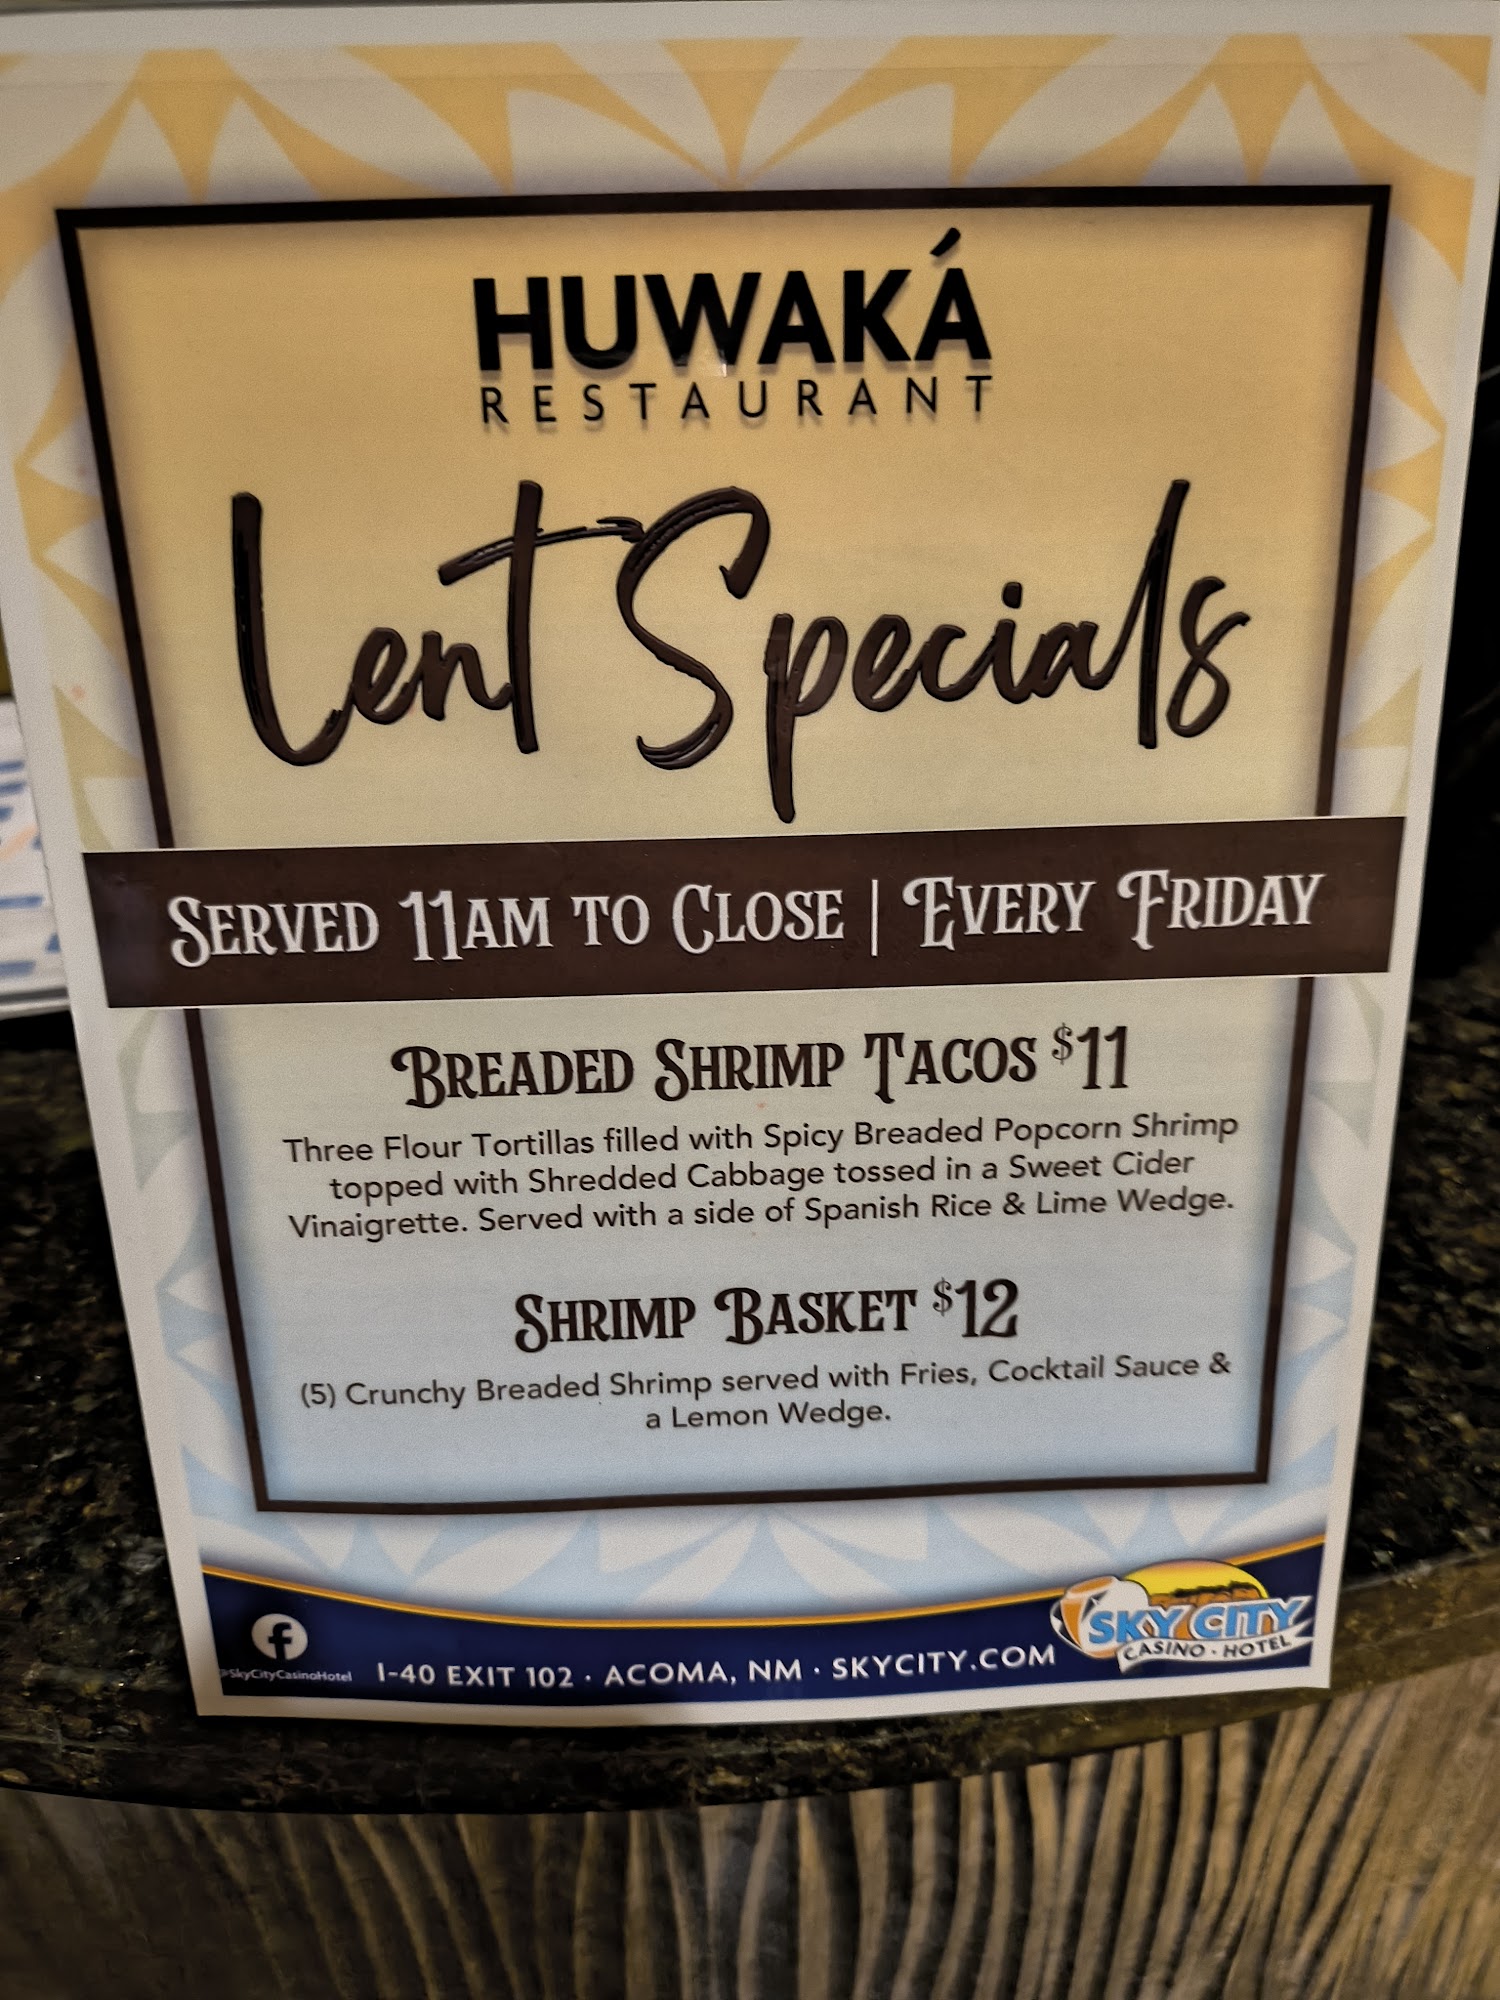 HUWAKÁ
RESTAURANT
Lent Specials
SERVED 11AM TO CLOSE | EVERY FRIDAY
BREADED SHRIMP TACOS $11
Three Flour Tortillas filled with Spicy Breaded Popcorn Shrimp
topped with Shredded Cabbage tossed in a Sweet Cider
Vinaigrette. Served with a side of Spanish Rice & Lime Wedge.
SHRIMP BASKET $12
(5) Crunchy Breaded Shrimp served with Fries, Cocktail Sauce &
a Lemon Wedge.
@SkyCityCasinoHotel
I-40 EXIT 102 · ACOMA, NM · SKYCITY.COM
SKY CITY
CASINO · HOTEL